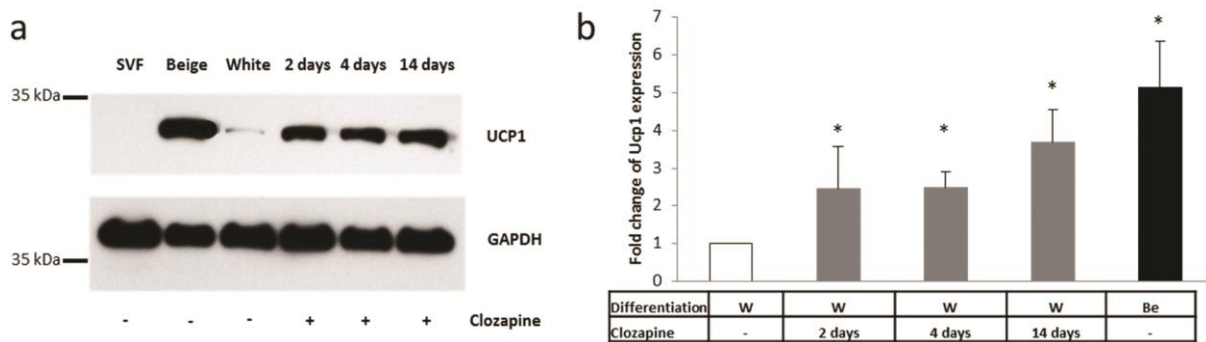 a
SVF Beige White 2 days 4 days 14 days
35 kDa
UCP1
GAPDH
35 kDa
- - - + + + Clozapine
b
Fold change of Ucp1 expression
7
6
5
4
3
2
1
0
* * * *
Differentiation W W W W Be
Clozapine - 2 days 4 days 14 days -